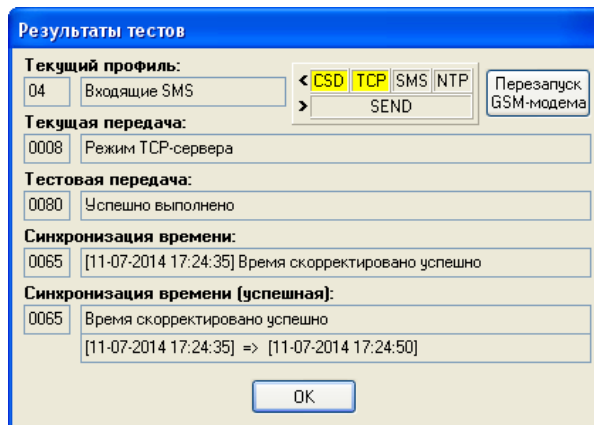 Результаты тестов
Текущий профиль:
04 Входящие SMS
< CSD TCP SMS NTP
> SEND
Перезапуск
GSM-модема
Текущая передача:
0008 Режим TCP-сервера
Тестовая передача:
0080 Успешно выполнено
Синхронизация времени:
0065 [11-07-2014 17:24:35] Время скорректировано успешно
Синхронизация времени (успешная):
0065 Время скорректировано успешно
[11-07-2014 17:24:35] => [11-07-2014 17:24:50]
OK